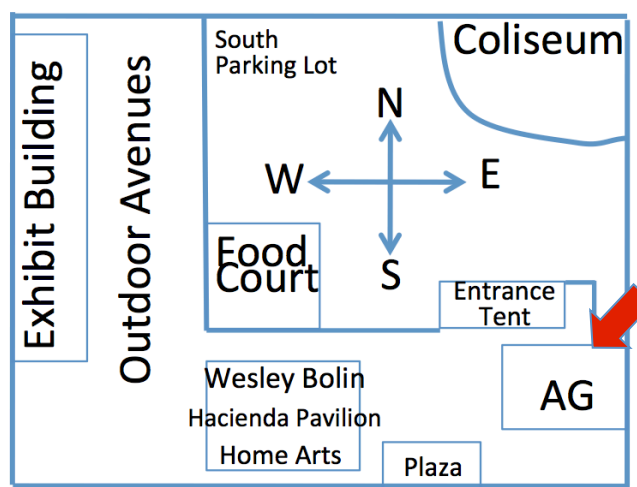 Exhibit Building
Outdoor Avenues
South
Parking Lot
Coliseum
N
W
E
S
Food
Court
Entrance
Tent
AG
Wesley Bolin
Hacienda Pavilion
Home Arts
Plaza